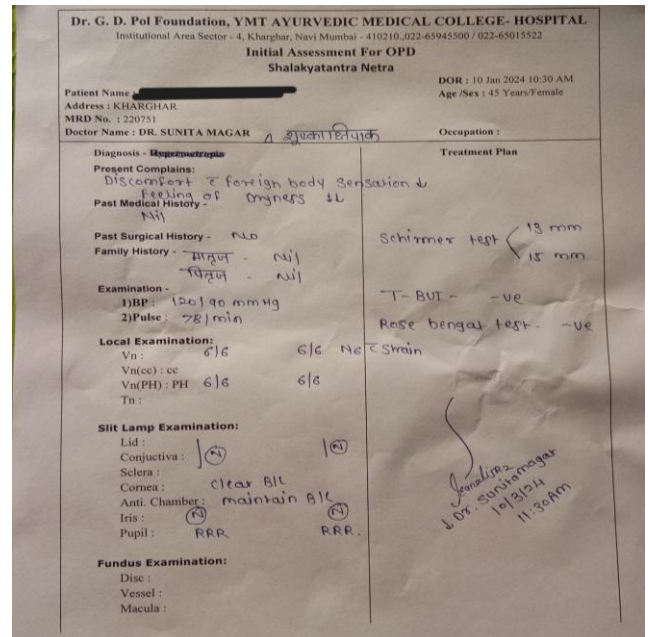 Dr. G. D. Pol Foundation, YMT AYURVEDIC MEDICAL COLLEGE- HOSPITAL
Institutional Area Sector - 4, Kharghar, Navi Mumbai - 410210.,022-65945500 / 022-65015522
Initial Assessment For OPD
Shalakyatantra Netra
DOR : 10 Jan 2024 10:30 AM
Patient Name
Age /Sex : 45 Years/Female
Address : KHARGHAR
MRD No. : 220751
Doctor Name : DR. SUNITA MAGAR
Occupation :
Diagnosis - Hypermetropia शुष्काक्षिपाक
Treatment Plan
Present Complains:
Discomfort c̄ foreign body sensation ↓
Feeling of Dryness ↓↓
Past Medical History -
Nil
Past Surgical History - No
Schirmer test < 13 mm
15 mm
Family History - मातृज - Nil
पितृज - Nil
Examination -
1)BP : 120/90 mmHg
T-BUT - -ve
2)Pulse : 78/min
Rose bengal test - -ve
Local Examination:
Vn : 6/6 6/6 N6 c̄ strain
Vn(cc) : cc
Vn(PH) : PH 6/6 6/6
Tn :
Slit Lamp Examination:
Lid :
Conjuctiva : N N
Sclera :
Cornea : clear B/L
Anti. Chamber : maintain B/L
Iris : N N
Pupil : RRR RRR.
Dr. Sunita magar
10/3/24
11:30Am
Fundus Examination:
Disc :
Vessel :
Macula :